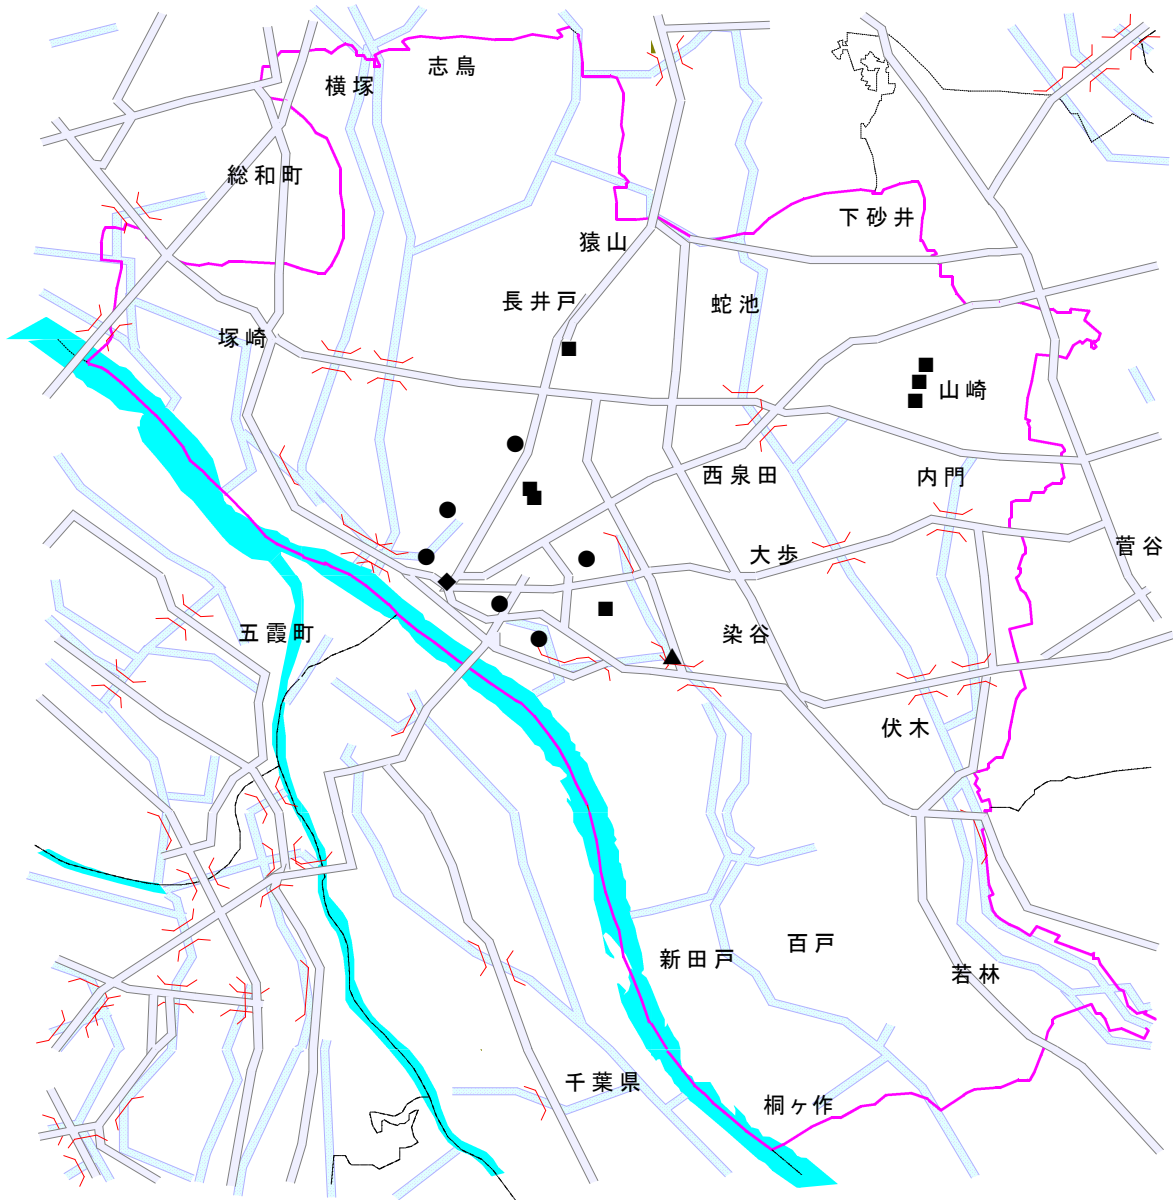 志鳥
横塚
総和町
下砂井
猿山
長井戸
蛇池
塚崎
山崎
西泉田
内門
大歩
菅谷
五霞町
染谷
伏木
百戸
新田戸
若林
千葉県
桐ヶ作